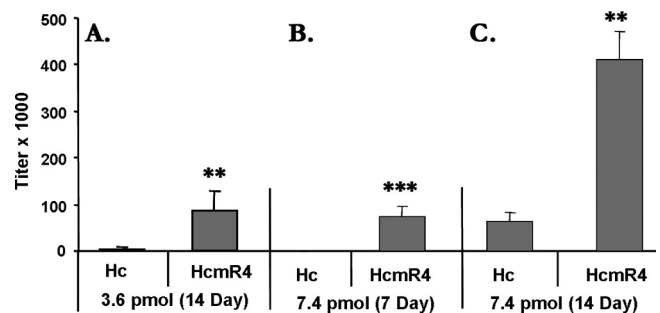 A.
B.
C.
Titer x 1000
500
400
300
200
100
0
**
***
**
Hc HcmR4 Hc HcmR4 Hc HcmR4
3.6 pmol (14 Day) 7.4 pmol (7 Day) 7.4 pmol (14 Day)